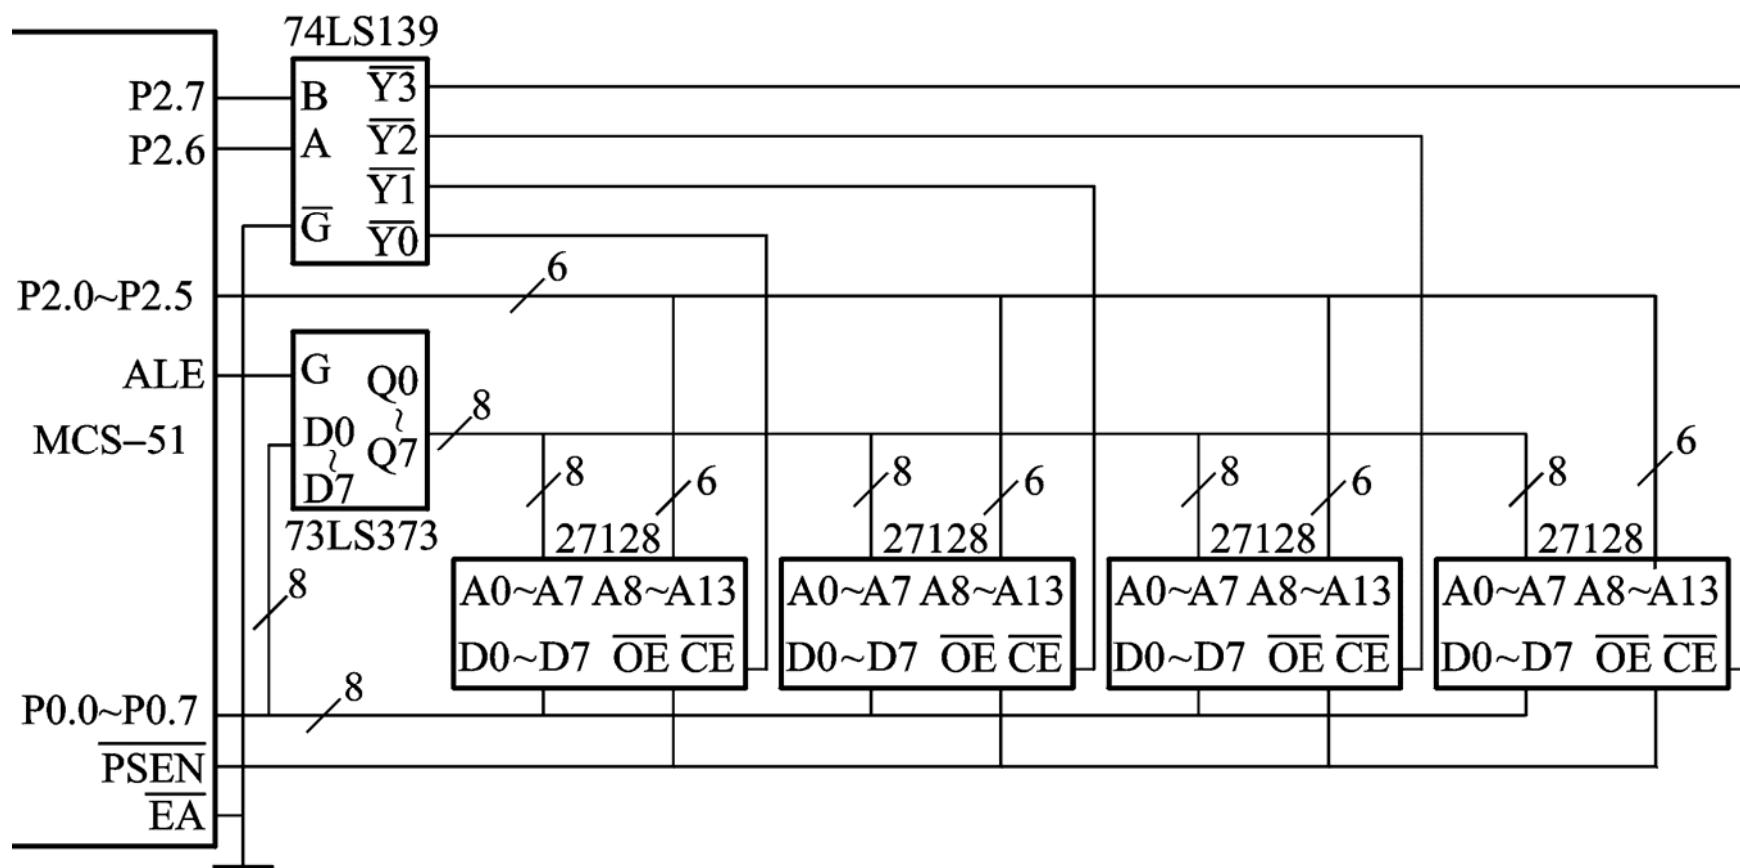 74LS139
P2.7
B
Y3
P2.6
A
Y2
Y1
G
Y0
6
P2.0~P2.5
ALE
G
Q0
~
Q7
8
MCS–51
D0
~
D7
73LS373
8
6
8
6
8
6
8
6
27128
27128
27128
27128
A0~A7 A8~A13
A0~A7 A8~A13
A0~A7 A8~A13
A0~A7 A8~A13
D0~D7 OE CE
D0~D7 OE CE
D0~D7 OE CE
D0~D7 OE CE
8
8
P0.0~P0.7
PSEN
EA